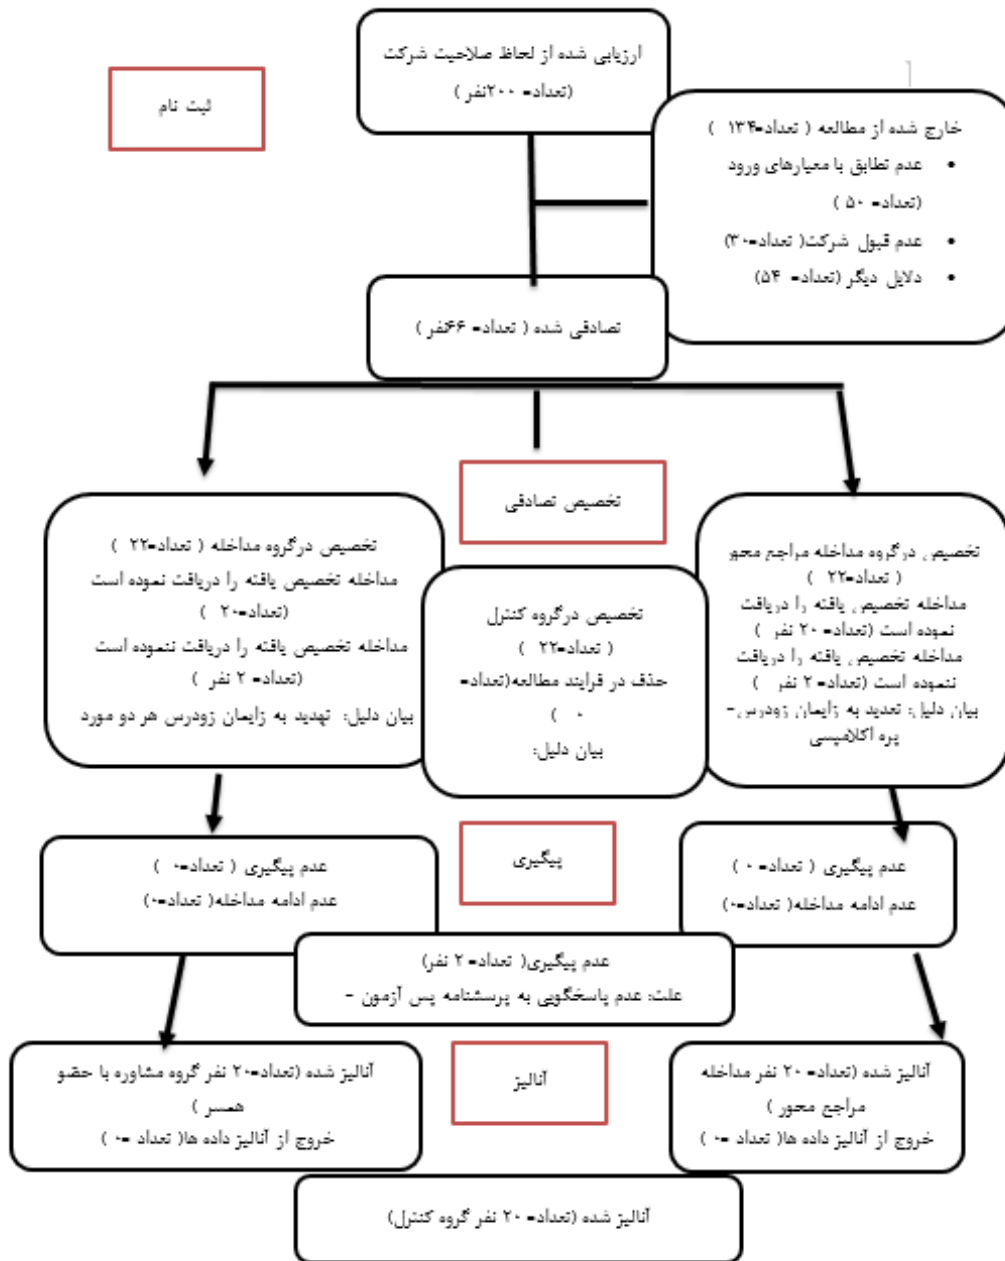 ارزیابی شده از لحاظ صلاحیت شرکت
(تعداد= ۲۰۰نفر )
ثبت نام
خارج شده از مطالعه ( تعداد=۱۳۴ )
• عدم تطابق با معیارهای ورود
(تعداد= ۵۰ )
• عدم قبول شرکت( تعداد=۳۰)
• دلایل دیگر (تعداد= ۵۴)
تصادقی شده ( تعداد= ۶۶نفر )
تخصیص تصادقی
تخصیص درگروه مداخله مراجع محور
( تعداد=۲۲ )
مداخله تخصیص یافته را دریافت
نموده است (تعداد= ۲۰ نفر )
مداخله تخصیص یافته را دریافت
ننموده است (تعداد= ۲ نفر )
بیان دلیل: تعدید به زایمان زودرس-
پره اکلامپسی
تخصیص درگروه کنترل
( تعداد=۲۲ )
حذف در فرایند مطالعه(تعداد=
۰ )
بیان دلیل:
تخصیص درگروه مداخله ( تعداد=۲۲ )
مداخله تخصیص یافته را دریافت نموده است
(تعداد=۲۰ )
مداخله تخصیص یافته را دریافت ننموده است
(تعداد= ۲ نفر )
بیان دلیل: تهدید به زایمان زودرس هر دو مورد
پیگیری
عدم پیگیری ( تعداد= ۰ )
عدم ادامه مداخله( تعداد=۰)
عدم پیگیری ( تعداد=۰ )
عدم ادامه مداخله( تعداد=۰)
عدم پیگیری( تعداد= ۲ نفر)
علت: عدم پاسخگویی به پرسشنامه پس آزمون -
آنالیز
آنالیز شده (تعداد= ۲۰ نفر مداخله
مراجع محور )
خروج از آنالیز داده ها( تعداد =۰ )
آنالیز شده (تعداد=۲۰ نفر گروه مشاوره با حضو
همسر )
خروج از آنالیز داده ها( تعداد =۰ )
آنالیز شده (تعداد= ۲۰ نفر گروه کنترل)